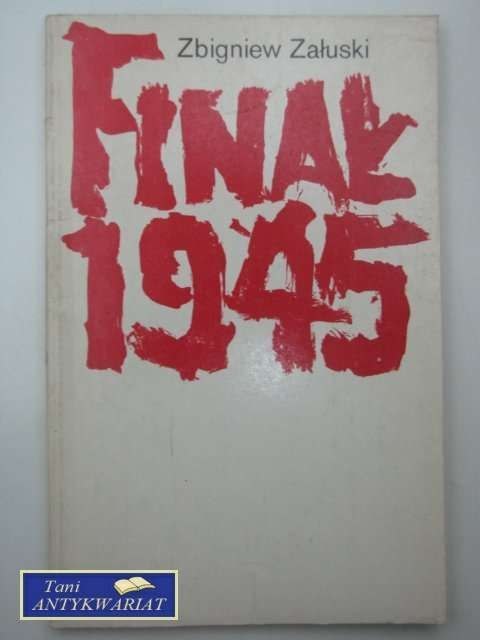 Zbigniew Załuski
FINAŁ
1945
Tani
ANTYKWARIAT